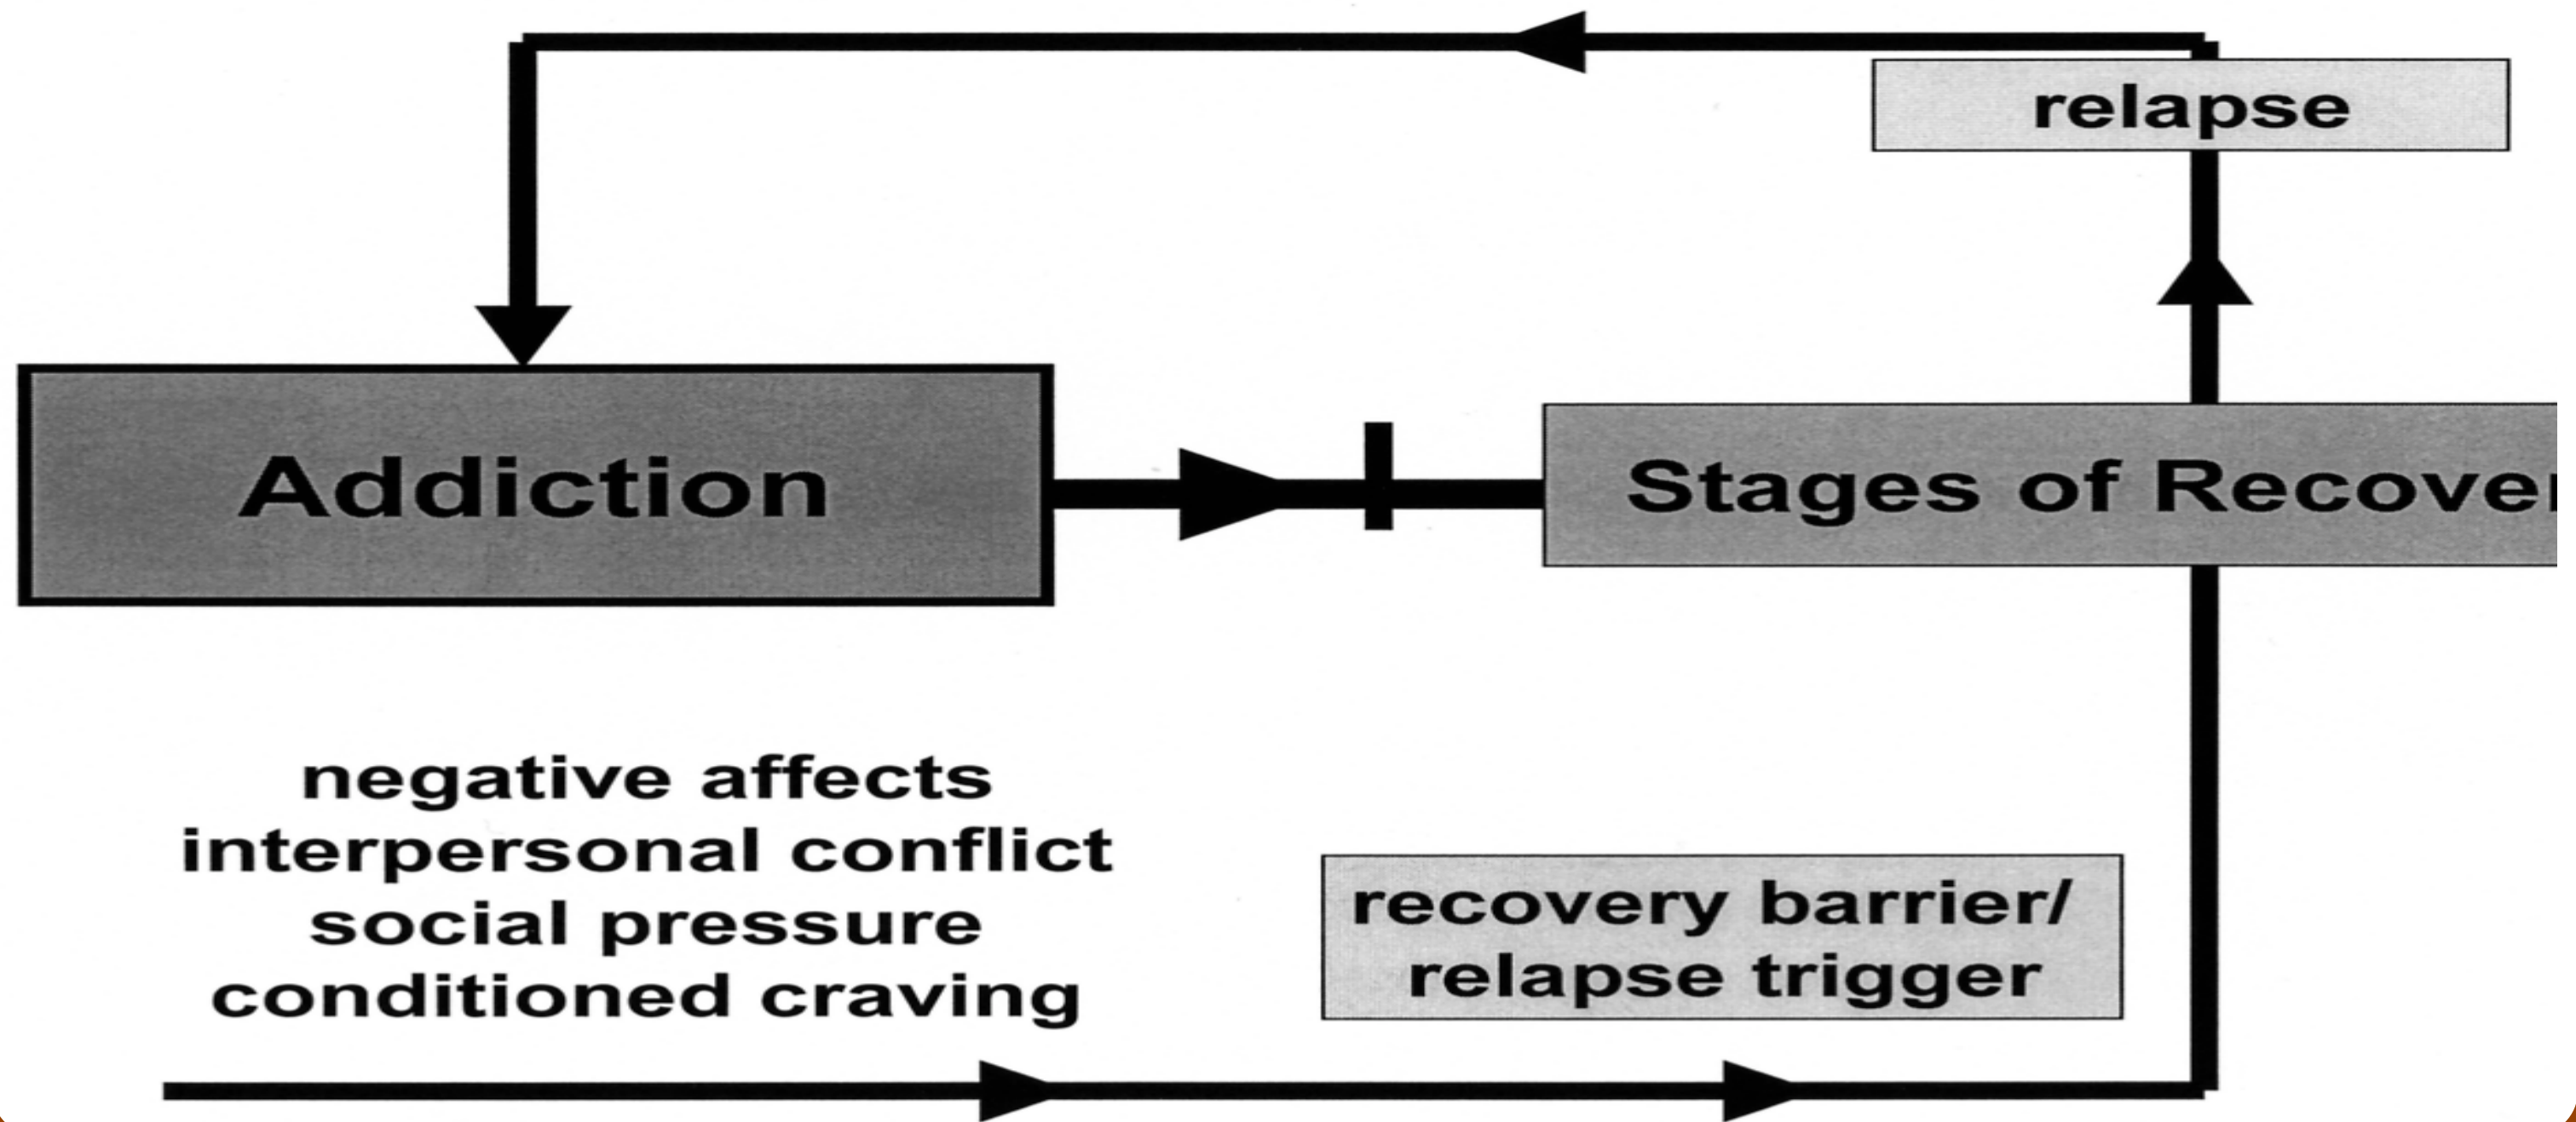 relapse
Addiction
Stages of Recover
negative affects
interpersonal conflict
social pressure
conditioned craving
recovery barrier/
relapse trigger